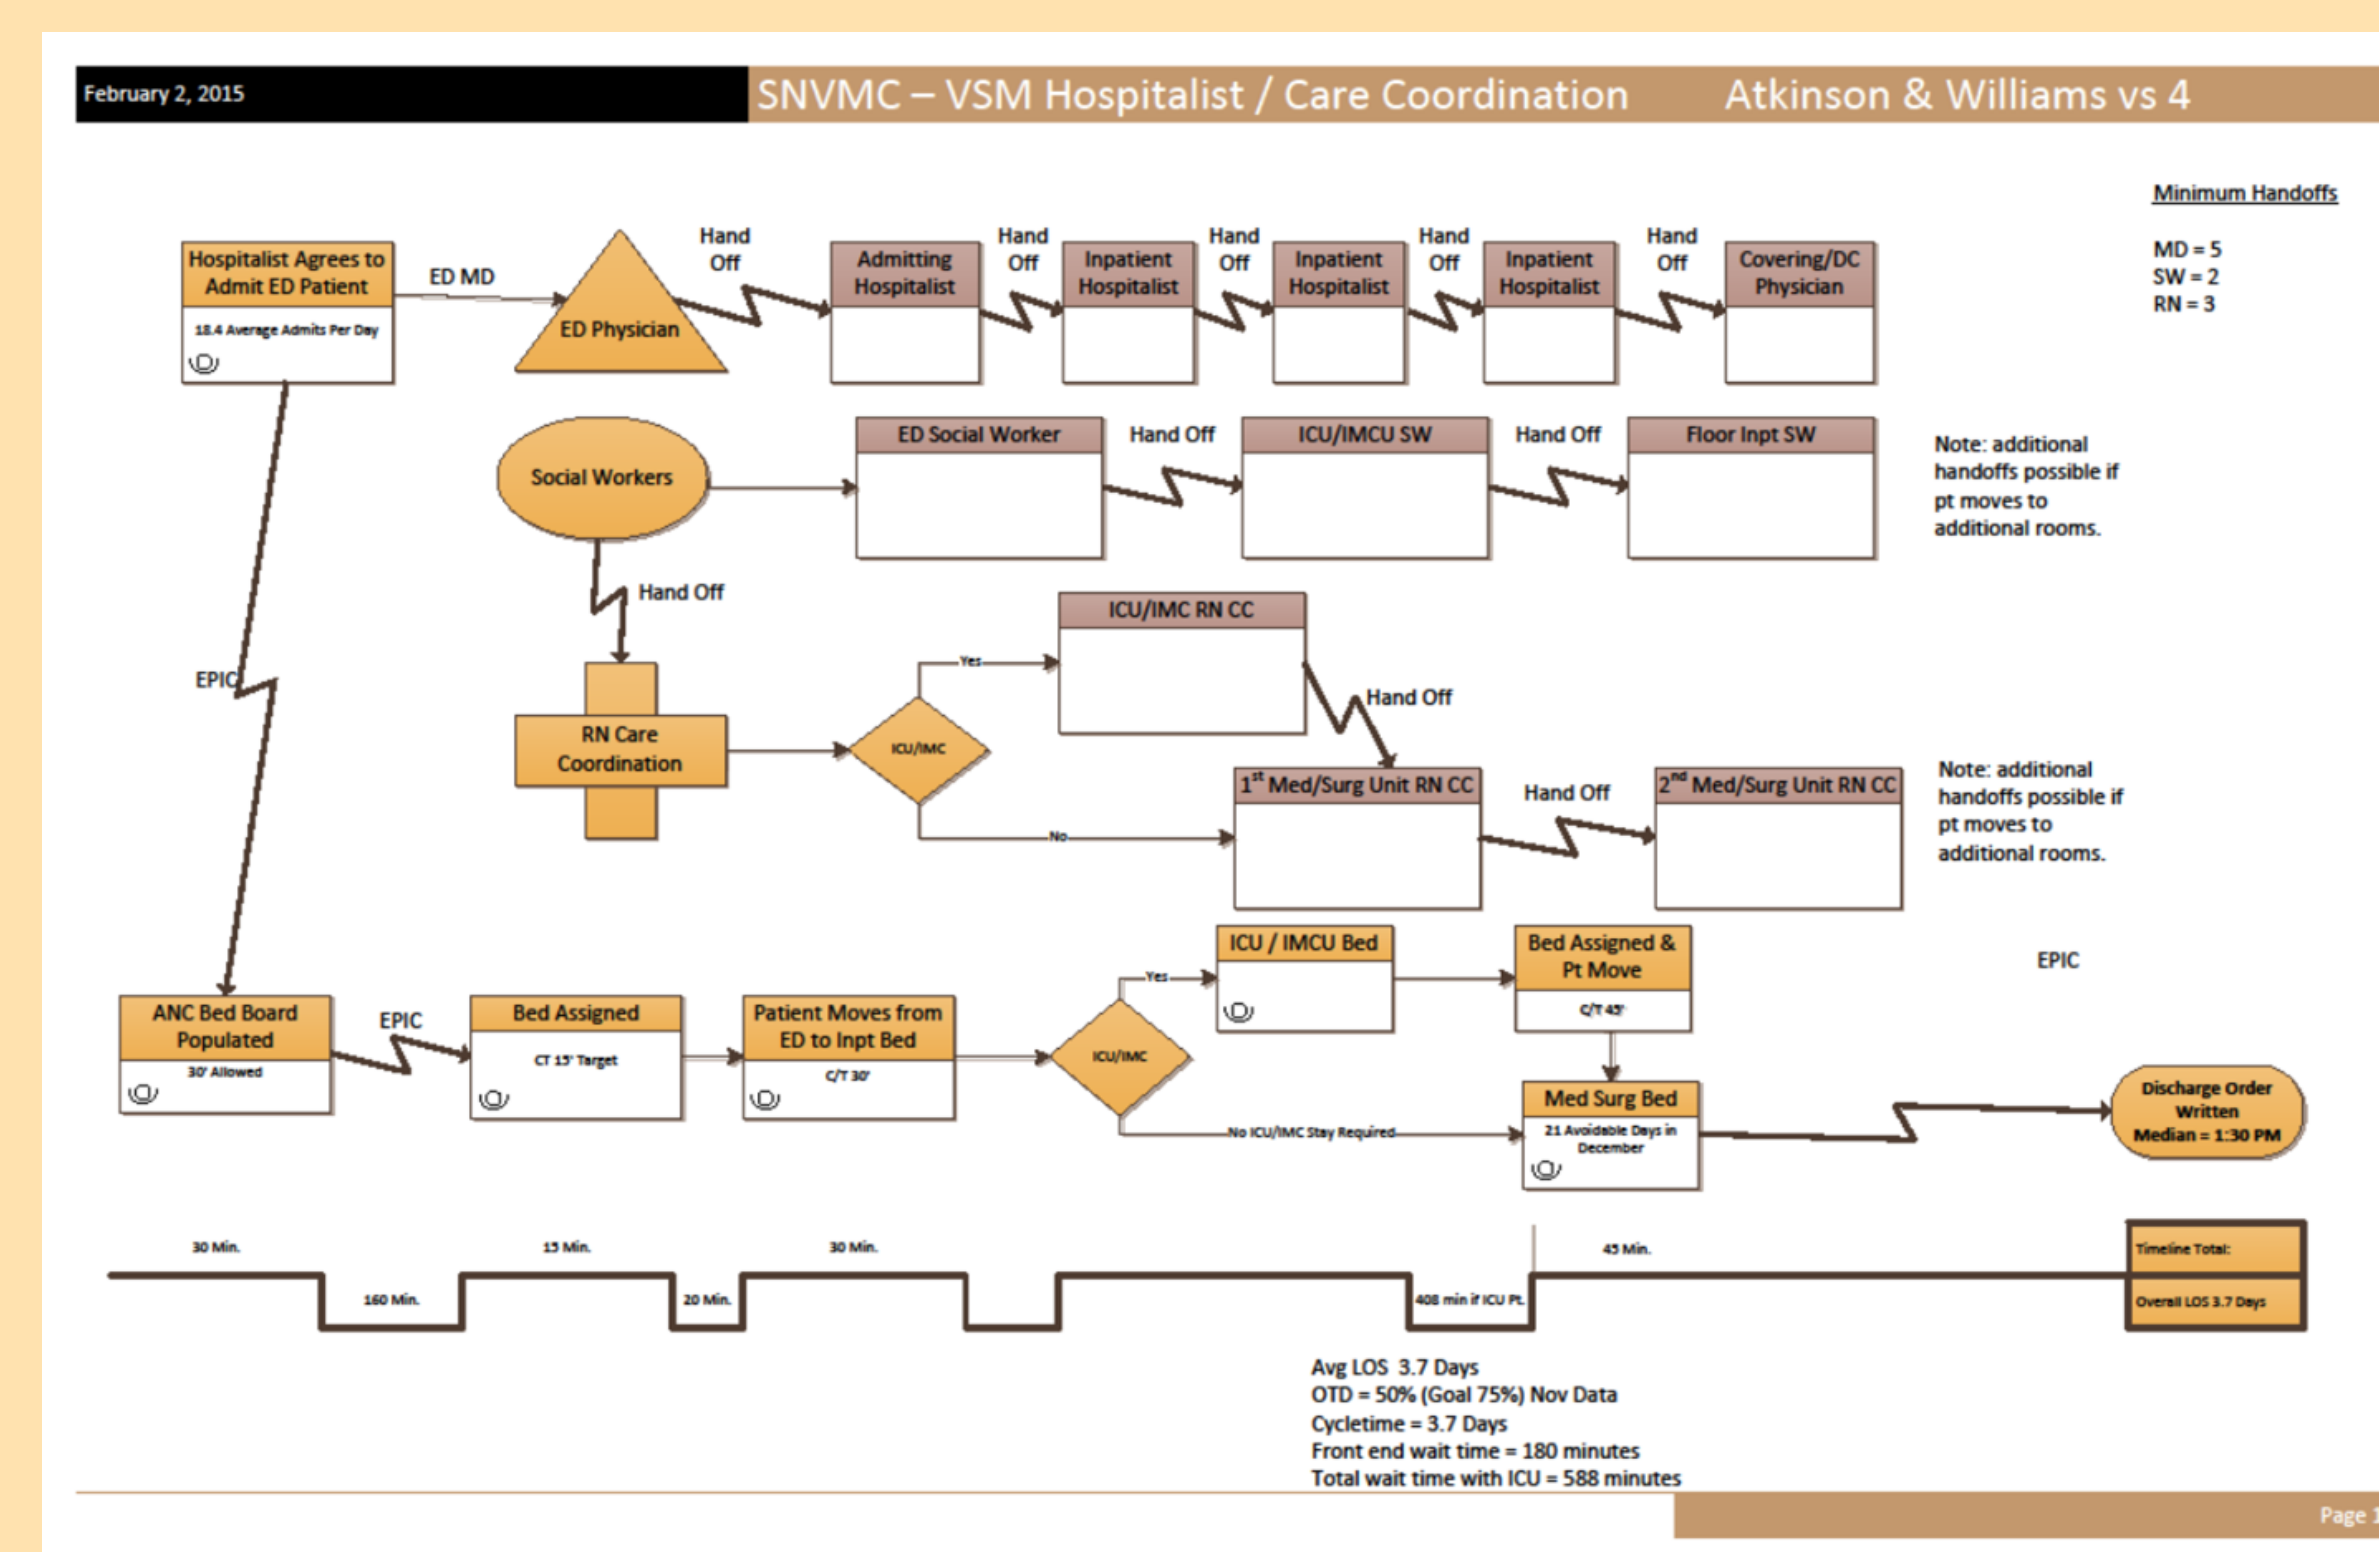 February 2, 2015
SNVMC – VSM Hospitalist / Care Coordination Atkinson & Williams vs 4
Minimum Handoffs
MD = 5
SW = 2
RN = 3
Hospitalist Agrees to
Admit ED Patient
18.4 Average Admits Per Day
ED MD
ED Physician
Hand
Off
Admitting
Hospitalist
Hand
Off
Inpatient
Hospitalist
Hand
Off
Inpatient
Hospitalist
Hand
Off
Inpatient
Hospitalist
Hand
Off
Covering/DC
Physician
Social Workers
ED Social Worker
Hand Off
ICU/IMCU SW
Hand Off
Floor Inpt SW
Note: additional
handoffs possible if
pt moves to
additional rooms.
Hand Off
EPIC
RN Care
Coordination
ICU/IMC
Yes
ICU/IMC RN CC
Hand Off
No
1st Med/Surg Unit RN CC
Hand Off
2nd Med/Surg Unit RN CC
Note: additional
handoffs possible if
pt moves to
additional rooms.
ANC Bed Board
Populated
30' Allowed
EPIC
Bed Assigned
CT 15' Target
Patient Moves from
ED to Inpt Bed
C/T 30'
ICU/IMC
Yes
ICU / IMCU Bed
Bed Assigned &
Pt Move
C/T 45'
EPIC
No ICU/IMC Stay Required
Med Surg Bed
21 Avoidable Days in
December
Discharge Order
Written
Median = 1:30 PM
30 Min.
160 Min.
15 Min.
20 Min.
30 Min.
408 min if ICU Pt.
45 Min.
Timeline Total:
Overall LOS 3.7 Days
Avg LOS 3.7 Days
OTD = 50% (Goal 75%) Nov Data
Cycletime = 3.7 Days
Front end wait time = 180 minutes
Total wait time with ICU = 588 minutes
Page 1